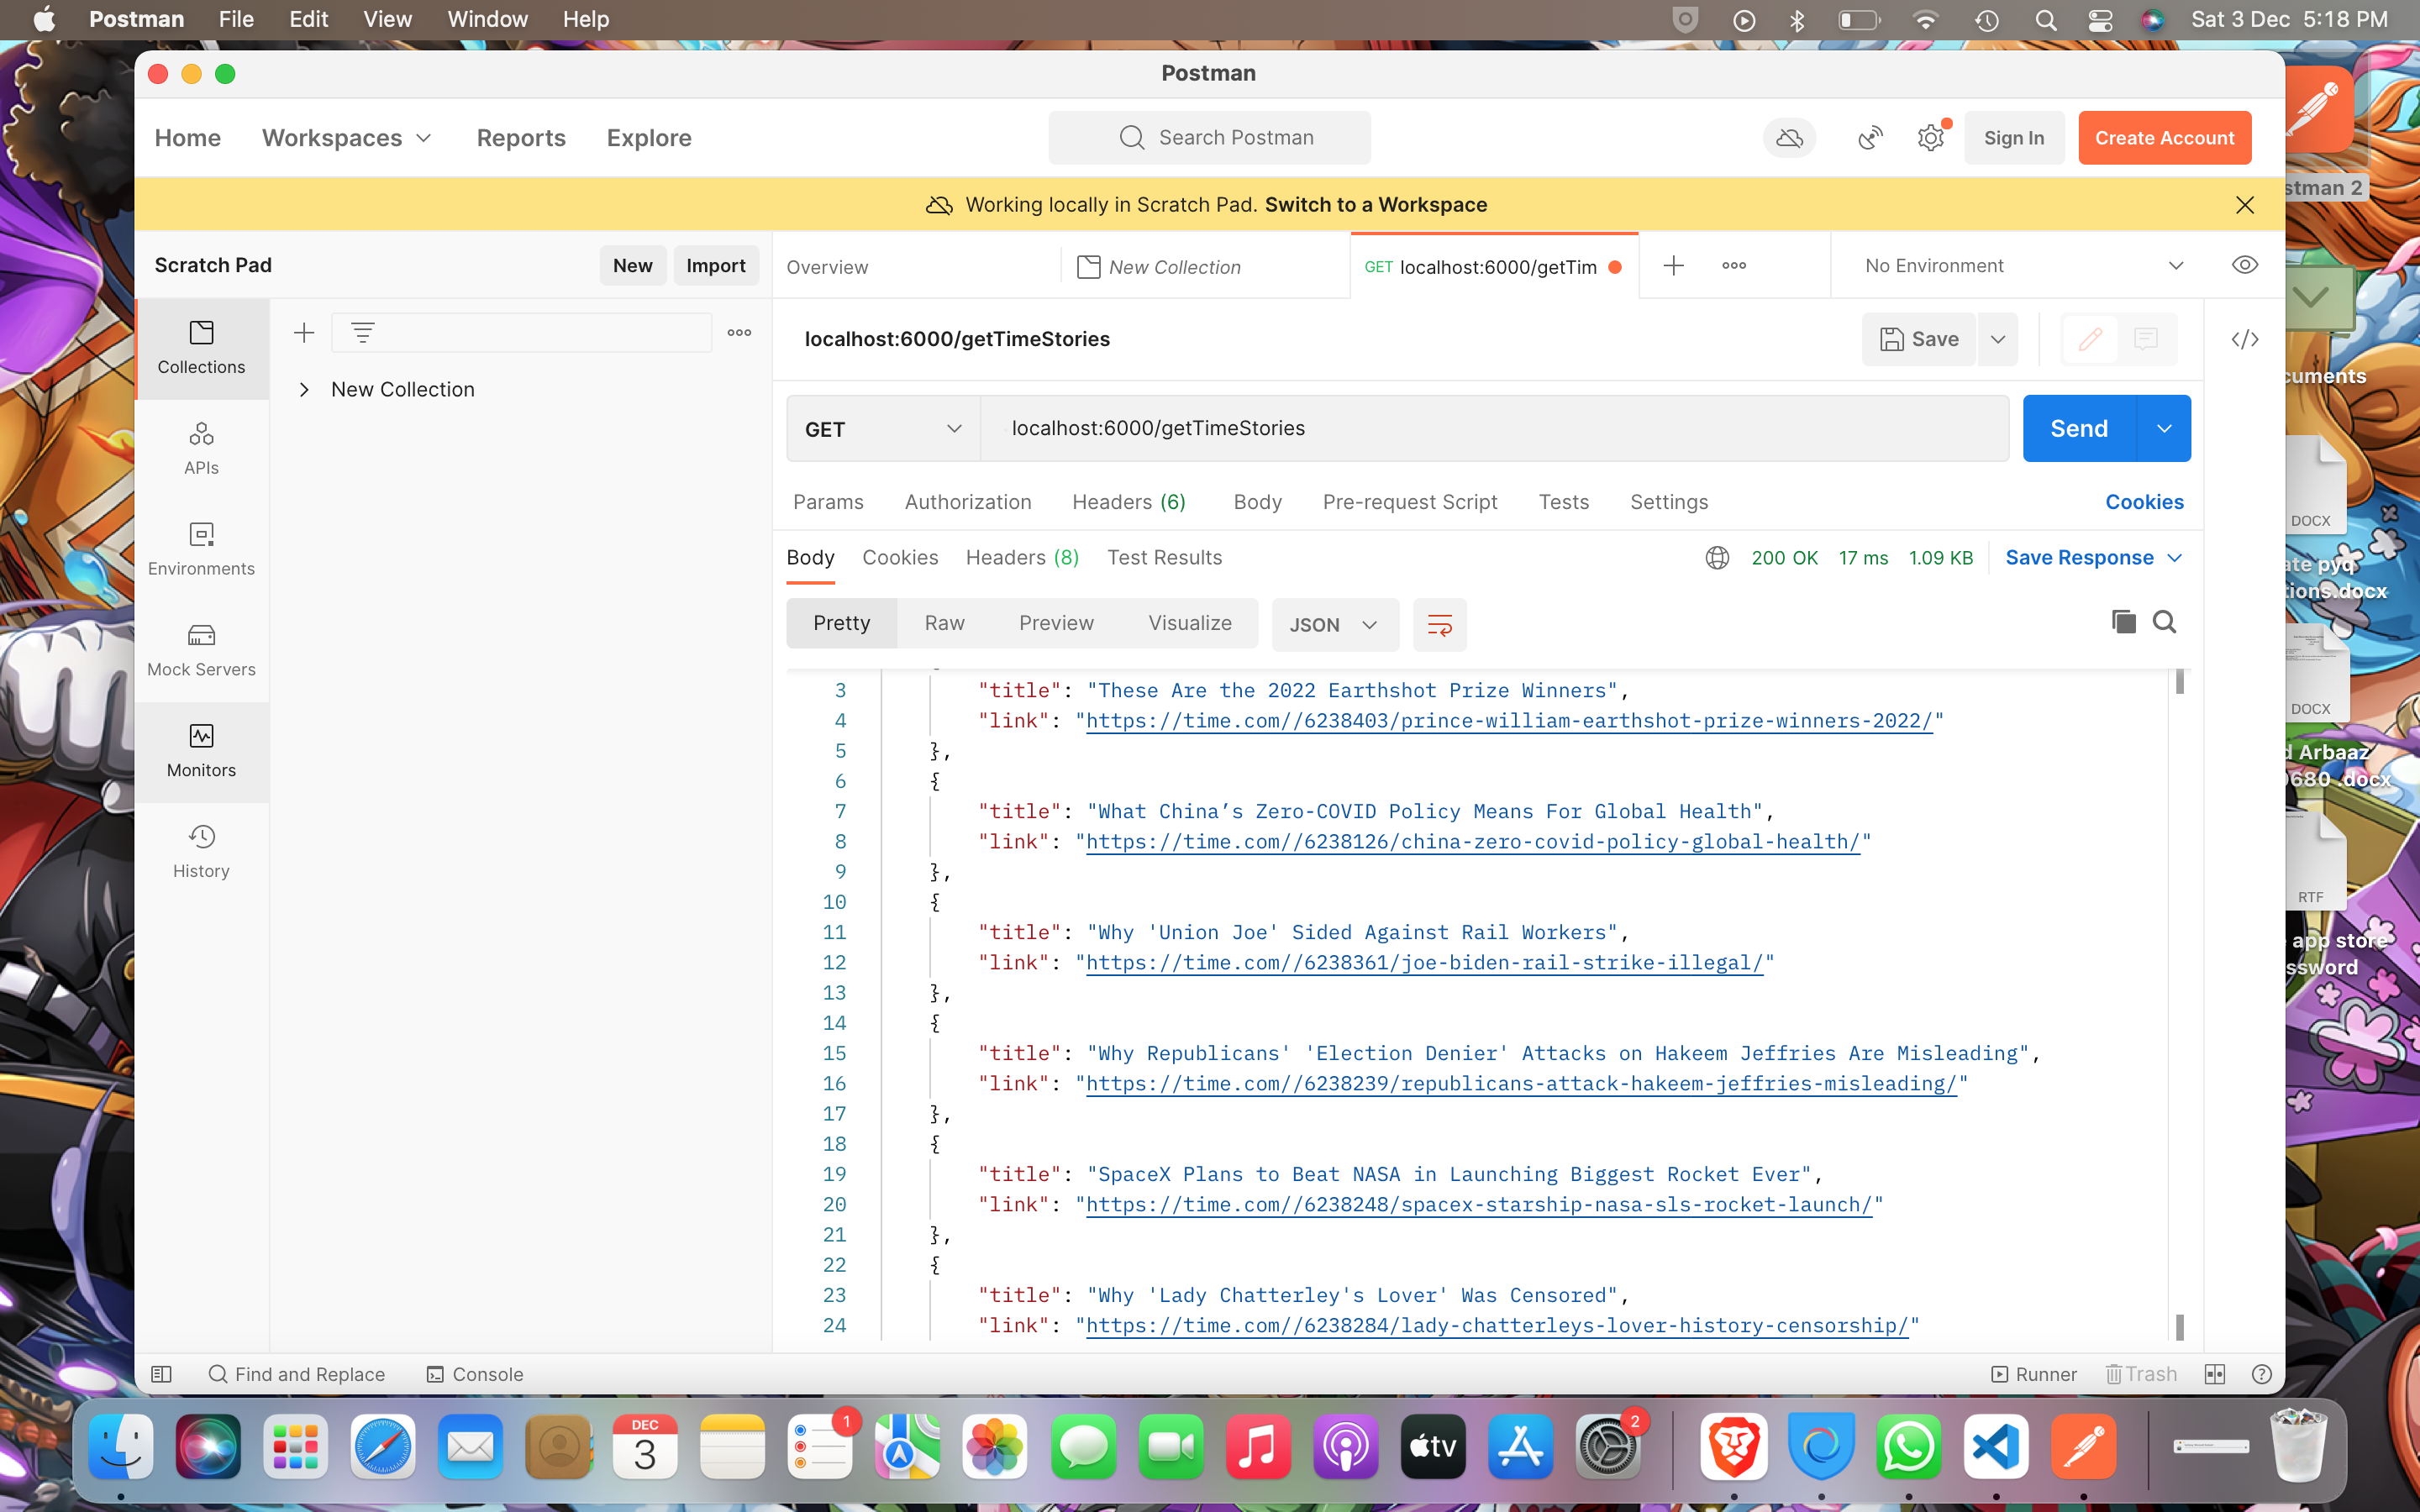 Postman File Edit View Window Help Sat 3 Dec 5:18 PM
Postman
Home Workspaces Reports Explore Search Postman Sign In Create Account
Working locally in Scratch Pad. Switch to a Workspace
Scratch Pad New Import Overview New Collection GET localhost:6000/getTim No Environment
stman 2
localhost:6000/getTimeStories Save
Collections
cuments
New Collection
GET localhost:6000/getTimeStories Send
APIs
Params Authorization Headers (6) Body Pre-request Script Tests Settings Cookies
DOCX
Body Cookies Headers (8) Test Results 200 OK 17 ms 1.09 KB Save Response
Environments
ate pyq
tions.docx
Pretty Raw Preview Visualize JSON
Mock Servers
3 "title": "These Are the 2022 Earthshot Prize Winners",
DOCX
4 "link": "https://time.com//6238403/prince-william-earthshot-prize-winners-2022/"
5 },
d Arbaaz
Monitors
6 {
0680 .docx
7 "title": "What China’s Zero-COVID Policy Means For Global Health",
8 "link": "https://time.com//6238126/china-zero-covid-policy-global-health/"
History
9 },
RTF
10 {
11 "title": "Why 'Union Joe' Sided Against Rail Workers",
app store
12 "link": "https://time.com//6238361/joe-biden-rail-strike-illegal/"
ssword
13 },
14 {
15 "title": "Why Republicans' 'Election Denier' Attacks on Hakeem Jeffries Are Misleading",
16 "link": "https://time.com//6238239/republicans-attack-hakeem-jeffries-misleading/"
17 },
18 {
19 "title": "SpaceX Plans to Beat NASA in Launching Biggest Rocket Ever",
20 "link": "https://time.com//6238248/spacex-starship-nasa-sls-rocket-launch/"
21 },
22 {
23 "title": "Why 'Lady Chatterley's Lover' Was Censored",
24 "link": "https://time.com//6238284/lady-chatterleys-lover-history-censorship/"
Find and Replace Console Runner Trash
DEC 1 2
3 tv